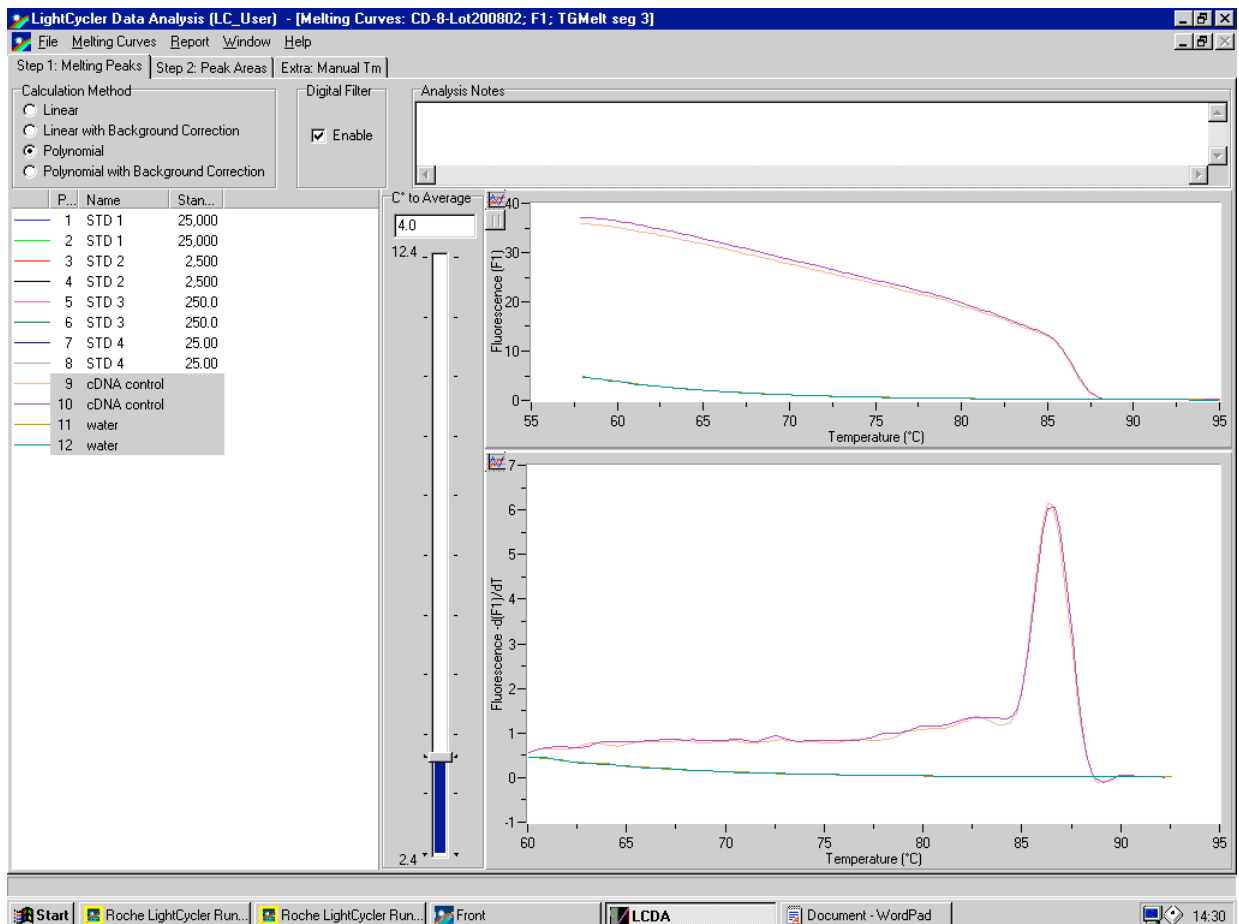 LightCycler Data Analysis (LC_User) - [Melting Curves: CD-8-Lot200802; F1; TGMelt seg 3]
File Melting Curves Report Window Help
Step 1: Melting Peaks Step 2: Peak Areas Extra: Manual Tm
Calculation Method
Linear
Linear with Background Correction
Polynomial
Polynomial with Background Correction
Digital Filter
Enable
Analysis Notes
P... Name Stan...
1 STD 1 25,000
2 STD 1 25,000
3 STD 2 2,500
4 STD 2 2,500
5 STD 3 250.0
6 STD 3 250.0
7 STD 4 25.00
8 STD 4 25.00
9 cDNA control
10 cDNA control
11 water
12 water
C° to Average
4.0
12.4
2.4
40
30
20
10
0
Fluorescence (F1)
55 60 65 70 75 80 85 90 95
Temperature (°C)
7
6
5
4
3
2
1
0
-1
Fluorescence -d(F1)/dT
60 65 70 75 80 85 90 95
Temperature (°C)
Start Roche LightCycler Run... Roche LightCycler Run... Front LCDA Document - WordPad 14:30